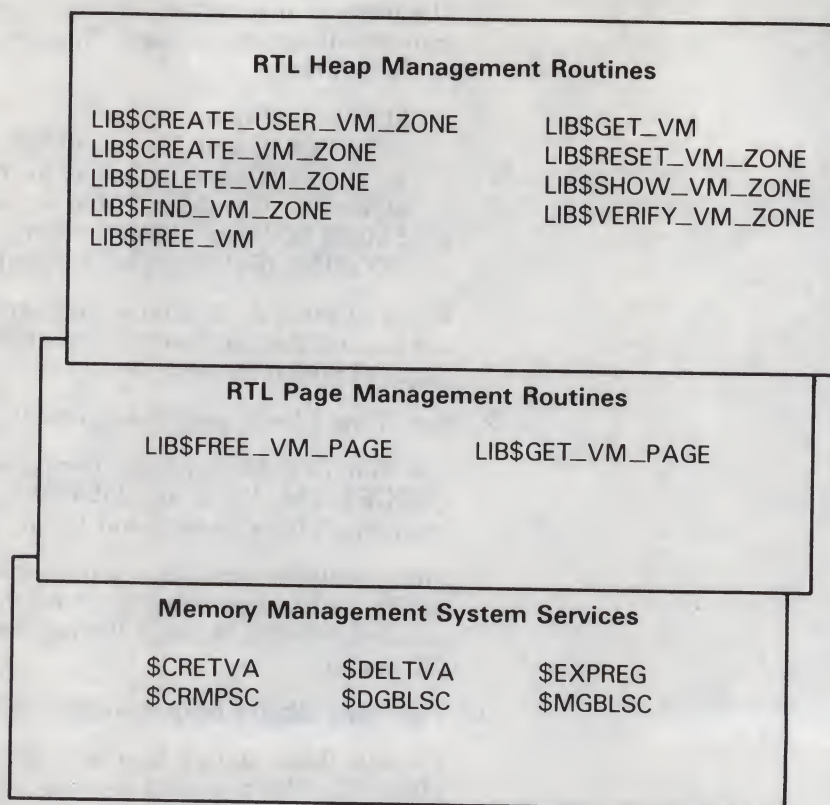 RTL Heap Management Routines
LIB$CREATE_USER_VM_ZONE
LIB$CREATE_VM_ZONE
LIB$DELETE_VM_ZONE
LIB$FIND_VM_ZONE
LIB$FREE_VM
LIB$GET_VM
LIB$RESET_VM_ZONE
LIB$SHOW_VM_ZONE
LIB$VERIFY_VM_ZONE
RTL Page Management Routines
LIB$FREE_VM_PAGE LIB$GET_VM_PAGE
Memory Management System Services
$CRETVA $DELTVA $EXPREG
$CRMPSC $DGBLSC $MGBLSC